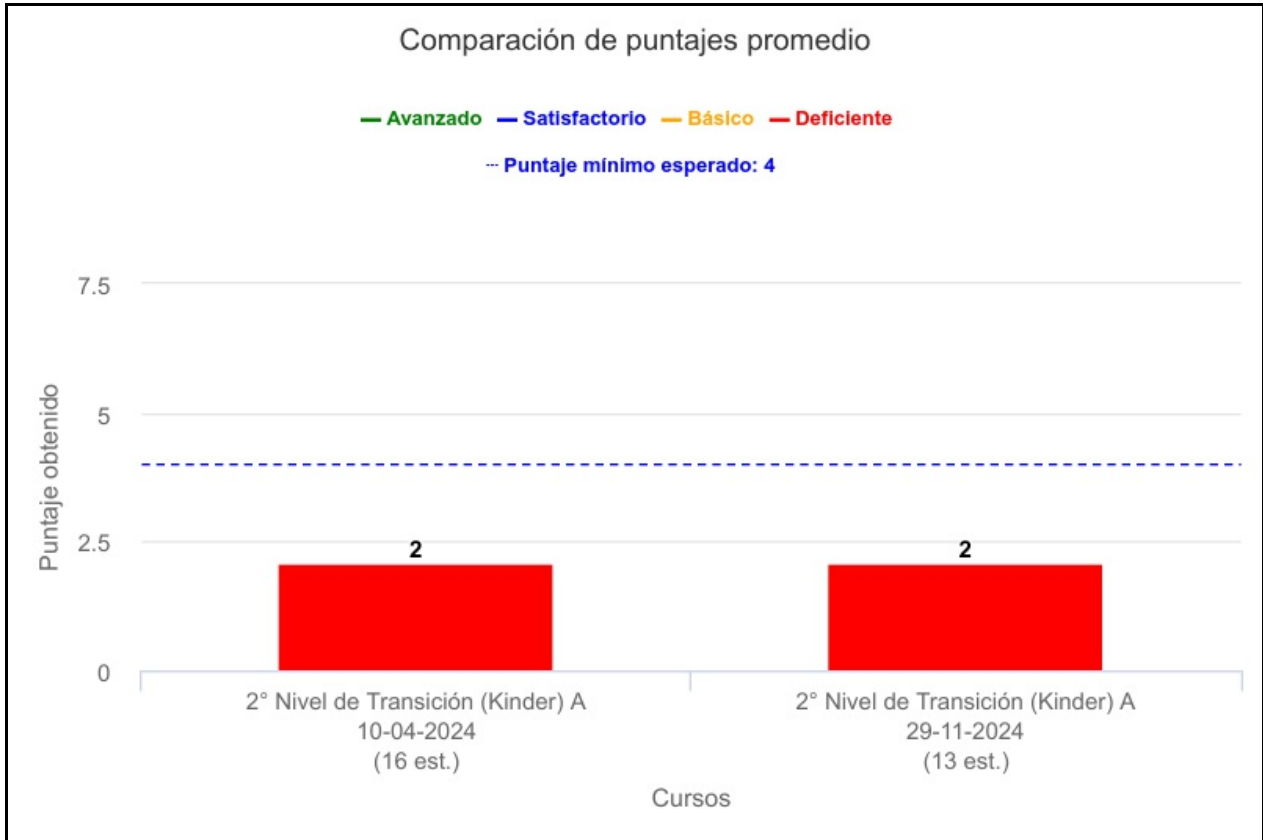 Comparación de puntajes promedio
Avanzado Satisfactorio Básico Deficiente
Puntaje mínimo esperado: 4
7.5
5
2.5
0
Puntaje obtenido
2
2
2° Nivel de Transición (Kinder) A
10-04-2024
(16 est.)
2° Nivel de Transición (Kinder) A
29-11-2024
(13 est.)
Cursos